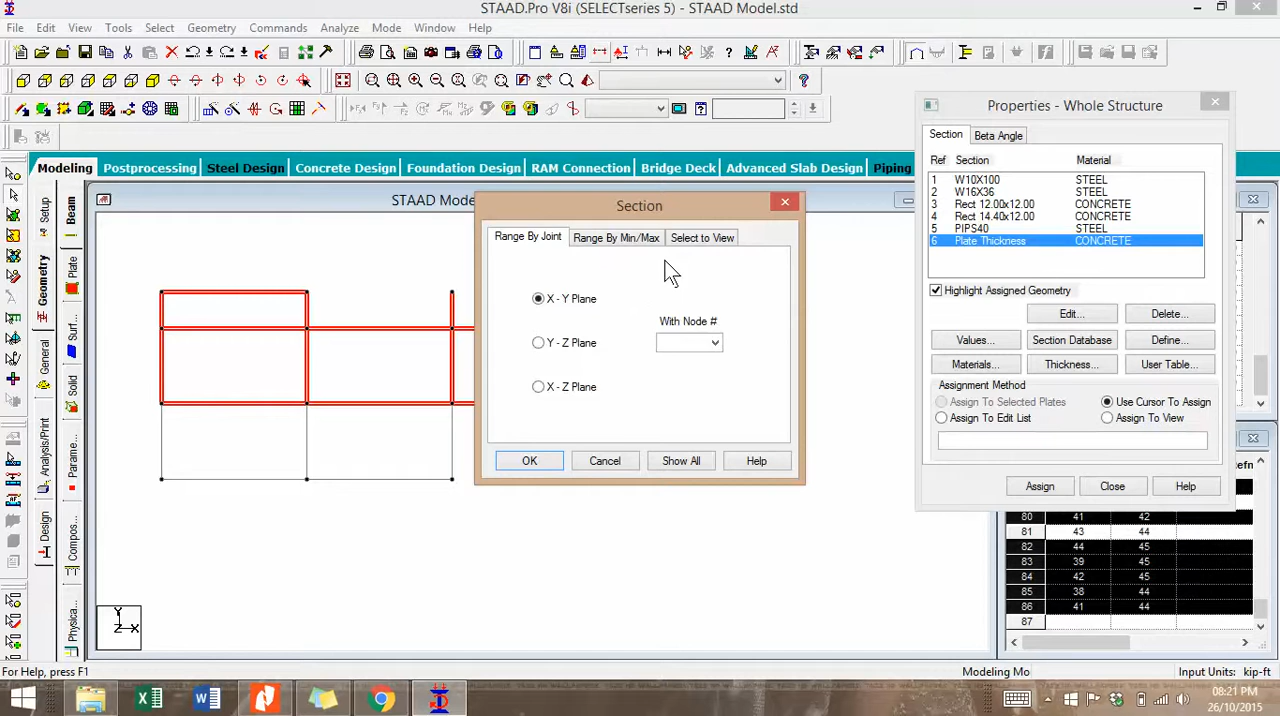 STAAD.Pro V8i (SELECTseries 5) - STAAD Model.std
File Edit View Tools Select Geometry Commands Analyze Mode Window Help
Modeling Postprocessing Steel Design Concrete Design Foundation Design RAM Connection Bridge Deck Advanced Slab Design Piping
Setup
Geometry
General
Analysis/Print
Design
Beam
Plate
Surf...
Solid
Parame...
Compos...
Physica...
STAAD Mode
Y
Z X
Section
Range By Joint Range By Min/Max Select to View
X - Y Plane
With Node #
Y - Z Plane
X - Z Plane
OK Cancel Show All Help
Properties - Whole Structure
Section Beta Angle
Ref Section Material
1 W10X100 STEEL
2 W16X36 STEEL
3 Rect 12.00x12.00 CONCRETE
4 Rect 14.40x12.00 CONCRETE
5 PIPS40 STEEL
6 Plate Thickness CONCRETE
Highlight Assigned Geometry
Edit... Delete...
Values... Section Database Define...
Materials... Thickness... User Table...
Assignment Method
Assign To Selected Plates Use Cursor To Assign
Assign To Edit List Assign To View
Assign Close Help
80 41 42
81 43 44
82 44 45
83 39 45
84 42 45
85 38 44
86 41 44
87
For Help, press F1
Modeling Mo Input Units: kip-ft
08:21 PM
26/10/2015